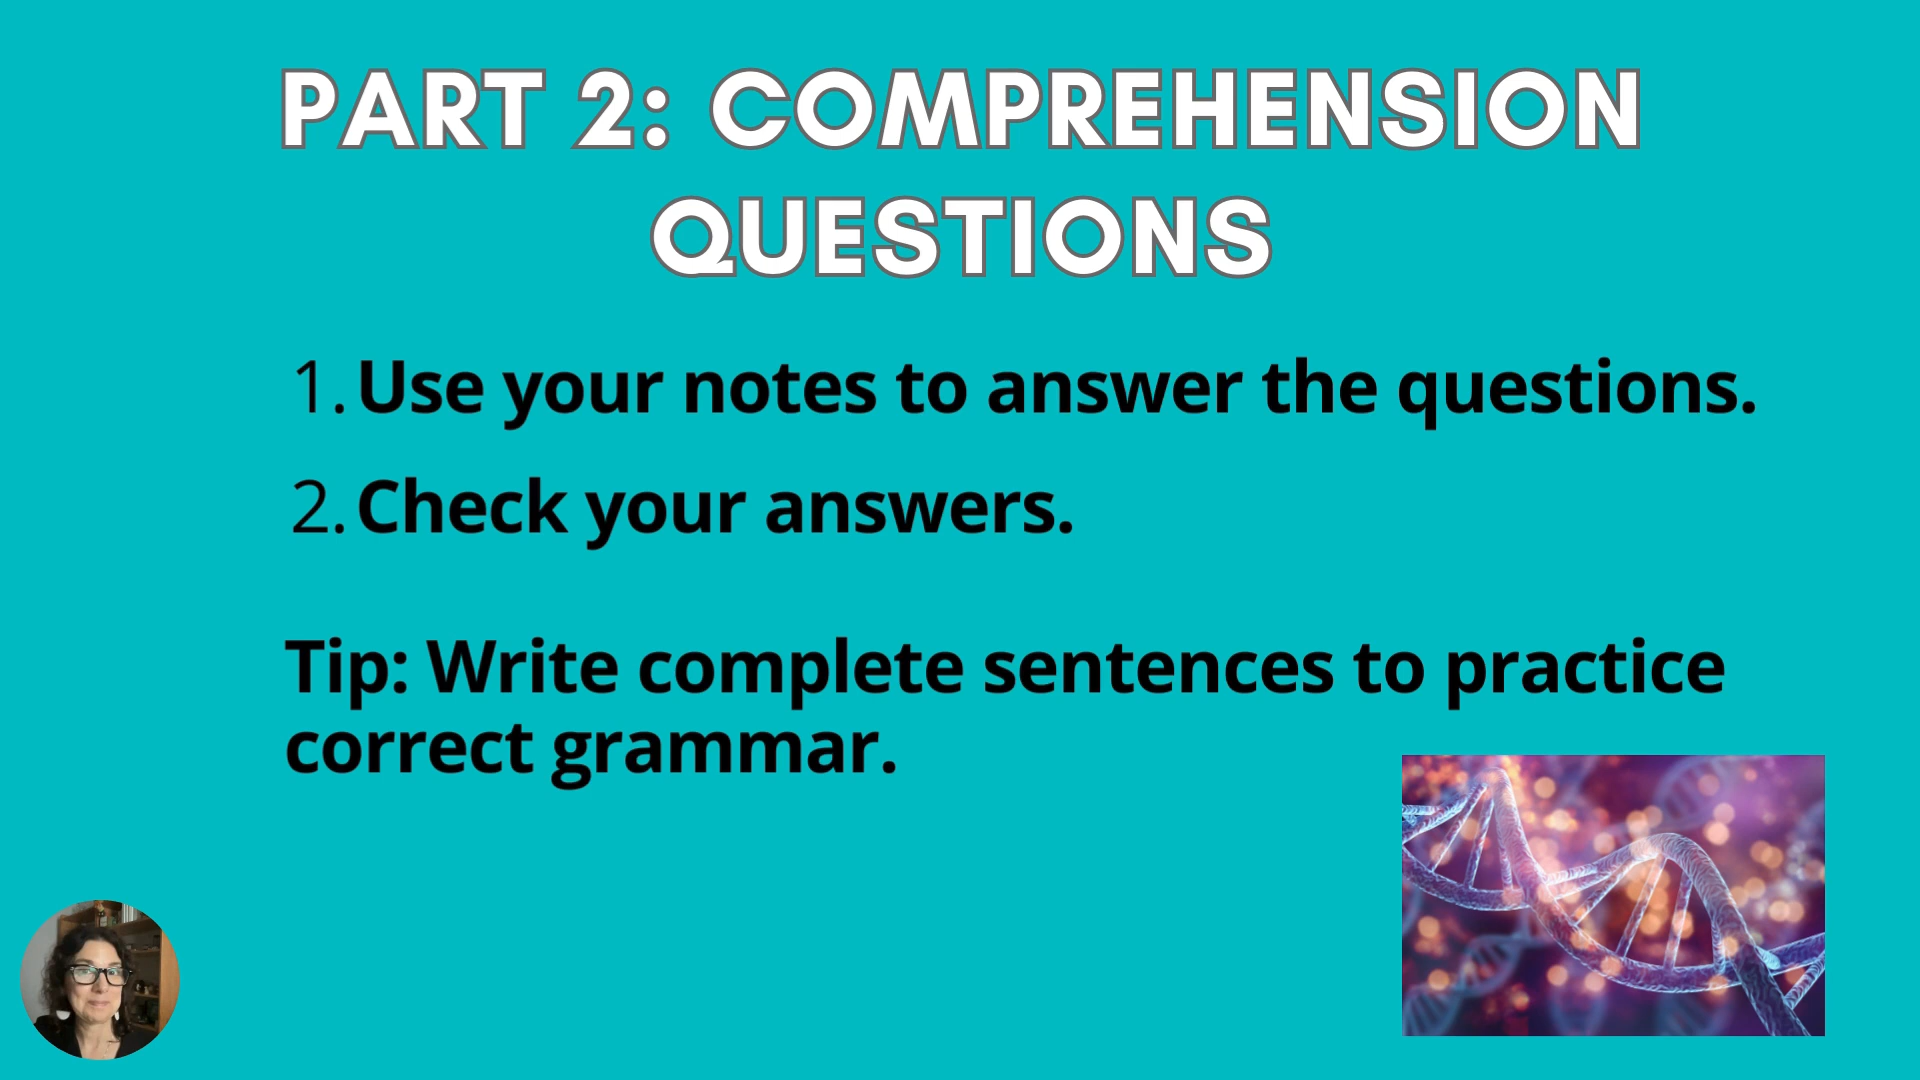 PART 2: COMPREHENSION
QUESTIONS
1. Use your notes to answer the questions.
2. Check your answers.
Tip: Write complete sentences to practice
correct grammar.